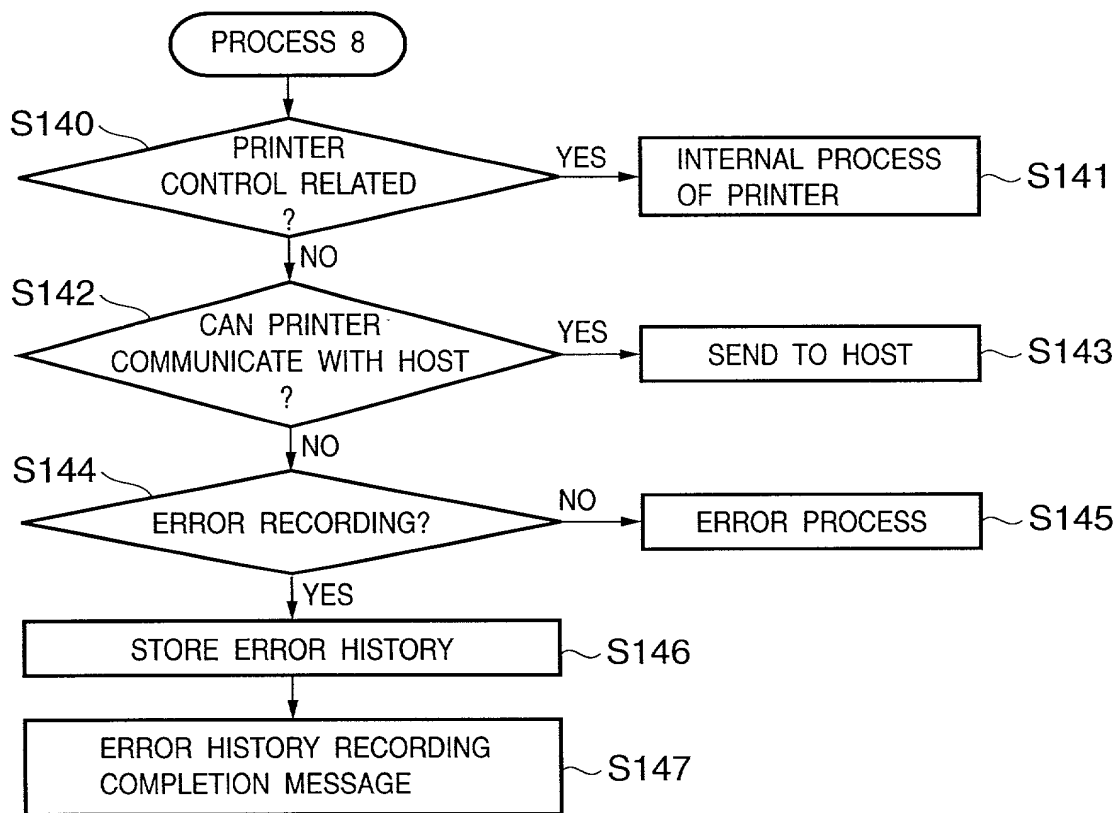 PROCESS 8
S140
PRINTER
CONTROL RELATED
?
YES
INTERNAL PROCESS
OF PRINTER
S141
NO
S142
CAN PRINTER
COMMUNICATE WITH HOST
?
YES
SEND TO HOST
S143
NO
S144
ERROR RECORDING?
NO
ERROR PROCESS
S145
YES
STORE ERROR HISTORY
S146
ERROR HISTORY RECORDING
COMPLETION MESSAGE
S147